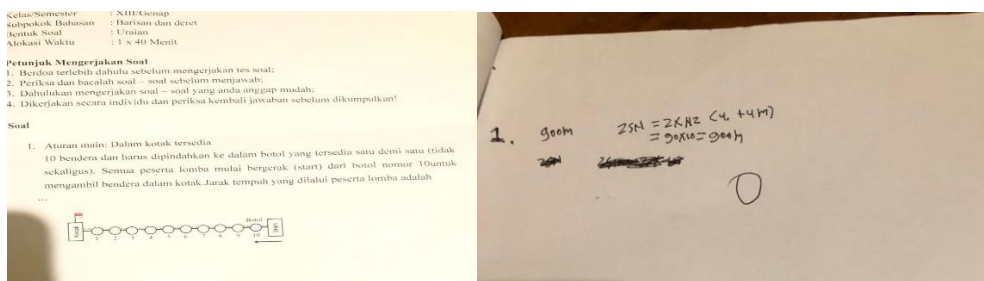 Kelas/Semester : XIII/Genap
Subpokok Bahasan : Barisan dan deret
Bentuk Soal : Uraian
Alokasi Waktu : 1 x 40 Menit
Petunjuk Mengerjakan Soal
1. Berdoa terlebih dahulu sebelum mengerjakan tes soal;
2. Periksa dan bacalah soal – soal sebelum menjawab;
3. Dahulukan mengerjakan soal – soal yang anda anggap mudah;
4. Dikerjakan secara individu dan periksa kembali jawaban sebelum dikumpulkan!
Soal
1. Aturan main: Dalam kotak tersedia
10 bendera dan harus dipindahkan ke dalam botol yang tersedia satu demi satu (tidak
sekaligus). Semua peserta lomba mulai bergerak (start) dari botol nomor 10untuk
mengambil bendera dalam kotak.Jarak tempuh yang dilalui peserta lomba adalah
...
Botol
Kotak
1 2 3 4 5 6 7 8 9 10
1. 900m
= 90x10 = 900m